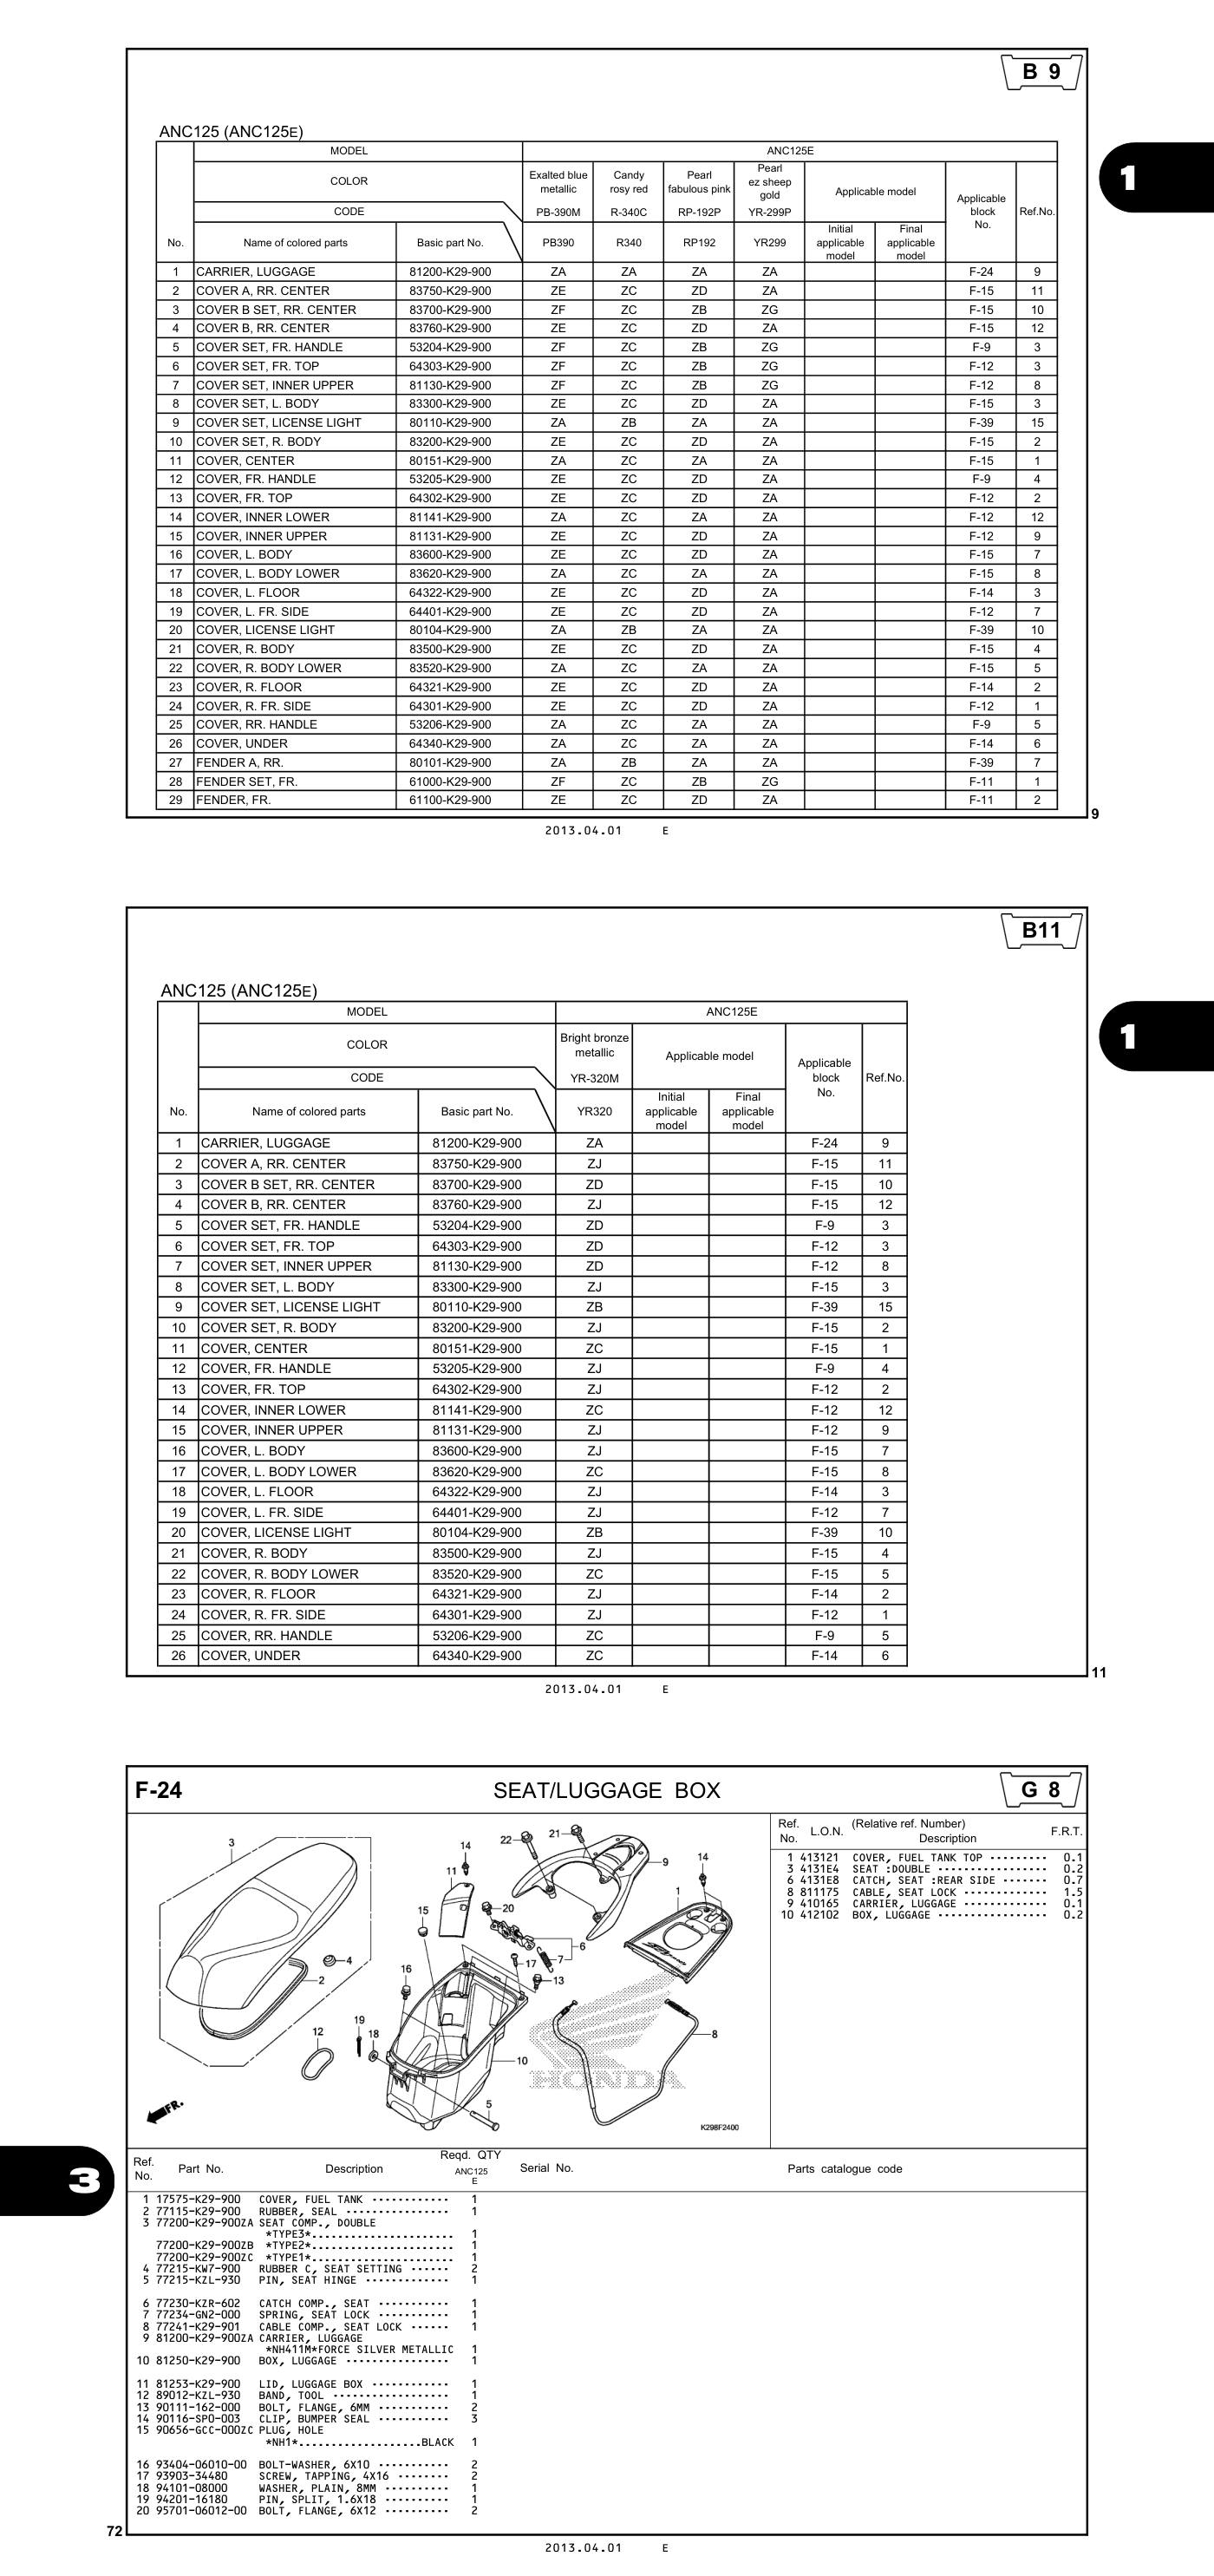 B 9
1
ANC125 (ANC125E)
MODEL ANC125E
COLOR Exalted blue metallic Candy rosy red Pearl fabulous pink Pearl ez sheep gold Applicable model Applicable block No. Ref.No.
CODE PB-390M R-340C RP-192P YR-299P
No. Name of colored parts Basic part No. PB390 R340 RP192 YR299 Initial applicable model Final applicable model
1 CARRIER, LUGGAGE 81200-K29-900 ZA ZA ZA ZA F-24 9
2 COVER A, RR. CENTER 83750-K29-900 ZE ZC ZD ZA F-15 11
3 COVER B SET, RR. CENTER 83700-K29-900 ZF ZC ZB ZG F-15 10
4 COVER B, RR. CENTER 83760-K29-900 ZE ZC ZD ZA F-15 12
5 COVER SET, FR. HANDLE 53204-K29-900 ZF ZC ZB ZG F-9 3
6 COVER SET, FR. TOP 64303-K29-900 ZF ZC ZB ZG F-12 3
7 COVER SET, INNER UPPER 81130-K29-900 ZF ZC ZB ZG F-12 8
8 COVER SET, L. BODY 83300-K29-900 ZE ZC ZD ZA F-15 3
9 COVER SET, LICENSE LIGHT 80110-K29-900 ZA ZB ZA ZA F-39 15
10 COVER SET, R. BODY 83200-K29-900 ZE ZC ZD ZA F-15 2
11 COVER, CENTER 80151-K29-900 ZA ZC ZA ZA F-15 1
12 COVER, FR. HANDLE 53205-K29-900 ZE ZC ZD ZA F-9 4
13 COVER, FR. TOP 64302-K29-900 ZE ZC ZD ZA F-12 2
14 COVER, INNER LOWER 81141-K29-900 ZA ZC ZA ZA F-12 12
15 COVER, INNER UPPER 81131-K29-900 ZE ZC ZD ZA F-12 9
16 COVER, L. BODY 83600-K29-900 ZE ZC ZD ZA F-15 7
17 COVER, L. BODY LOWER 83620-K29-900 ZA ZC ZA ZA F-15 8
18 COVER, L. FLOOR 64322-K29-900 ZE ZC ZD ZA F-14 3
19 COVER, L. FR. SIDE 64401-K29-900 ZE ZC ZD ZA F-12 7
20 COVER, LICENSE LIGHT 80104-K29-900 ZA ZB ZA ZA F-39 10
21 COVER, R. BODY 83500-K29-900 ZE ZC ZD ZA F-15 4
22 COVER, R. BODY LOWER 83520-K29-900 ZA ZC ZA ZA F-15 5
23 COVER, R. FLOOR 64321-K29-900 ZE ZC ZD ZA F-14 2
24 COVER, R. FR. SIDE 64301-K29-900 ZE ZC ZD ZA F-12 1
25 COVER, RR. HANDLE 53206-K29-900 ZA ZC ZA ZA F-9 5
26 COVER, UNDER 64340-K29-900 ZA ZC ZA ZA F-14 6
27 FENDER A, RR. 80101-K29-900 ZA ZB ZA ZA F-39 7
28 FENDER SET, FR. 61000-K29-900 ZF ZC ZB ZG F-11 1
29 FENDER, FR. 61100-K29-900 ZE ZC ZD ZA F-11 2
9
2013.04.01 E
B11
1
ANC125 (ANC125E)
MODEL ANC125E
COLOR Bright bronze metallic Applicable model Applicable block No. Ref.No.
CODE YR-320M
No. Name of colored parts Basic part No. YR320 Initial applicable model Final applicable model
1 CARRIER, LUGGAGE 81200-K29-900 ZA F-24 9
2 COVER A, RR. CENTER 83750-K29-900 ZJ F-15 11
3 COVER B SET, RR. CENTER 83700-K29-900 ZD F-15 10
4 COVER B, RR. CENTER 83760-K29-900 ZJ F-15 12
5 COVER SET, FR. HANDLE 53204-K29-900 ZD F-9 3
6 COVER SET, FR. TOP 64303-K29-900 ZD F-12 3
7 COVER SET, INNER UPPER 81130-K29-900 ZD F-12 8
8 COVER SET, L. BODY 83300-K29-900 ZJ F-15 3
9 COVER SET, LICENSE LIGHT 80110-K29-900 ZB F-39 15
10 COVER SET, R. BODY 83200-K29-900 ZJ F-15 2
11 COVER, CENTER 80151-K29-900 ZC F-15 1
12 COVER, FR. HANDLE 53205-K29-900 ZJ F-9 4
13 COVER, FR. TOP 64302-K29-900 ZJ F-12 2
14 COVER, INNER LOWER 81141-K29-900 ZC F-12 12
15 COVER, INNER UPPER 81131-K29-900 ZJ F-12 9
16 COVER, L. BODY 83600-K29-900 ZJ F-15 7
17 COVER, L. BODY LOWER 83620-K29-900 ZC F-15 8
18 COVER, L. FLOOR 64322-K29-900 ZJ F-14 3
19 COVER, L. FR. SIDE 64401-K29-900 ZJ F-12 7
20 COVER, LICENSE LIGHT 80104-K29-900 ZB F-39 10
21 COVER, R. BODY 83500-K29-900 ZJ F-15 4
22 COVER, R. BODY LOWER 83520-K29-900 ZC F-15 5
23 COVER, R. FLOOR 64321-K29-900 ZJ F-14 2
24 COVER, R. FR. SIDE 64301-K29-900 ZJ F-12 1
25 COVER, RR. HANDLE 53206-K29-900 ZC F-9 5
26 COVER, UNDER 64340-K29-900 ZC F-14 6
11
2013.04.01 E
F-24 SEAT/LUGGAGE BOX G 8
Ref. No. L.O.N. (Relative ref. Number) Description F.R.T.
1 413121 COVER, FUEL TANK TOP 0.1
3 4131E4 SEAT :DOUBLE 0.2
6 4131E8 CATCH, SEAT :REAR SIDE 0.7
8 811175 CABLE, SEAT LOCK 1.5
9 410165 CARRIER, LUGGAGE 0.1
10 412102 BOX, LUGGAGE 0.2
3 14 22 21 9 14 1
11 15 20 6 7 17 13
4 2 16 19 18 12 10 8 5
HONDA
FR.
K29BF2400
3
Ref. No. Part No. Description Reqd. QTY ANC125 E Serial No. Parts catalogue code
1 17575-K29-900 COVER, FUEL TANK 1
2 77115-K29-900 RUBBER, SEAL 1
3 77200-K29-900ZA SEAT COMP., DOUBLE
*TYPE3* 1
77200-K29-900ZB *TYPE2* 1
77200-K29-900ZC *TYPE1* 1
4 77215-KW7-900 RUBBER C, SEAT SETTING 2
5 77215-KZL-930 PIN, SEAT HINGE 1
6 77230-KZR-602 CATCH COMP., SEAT 1
7 77234-GN2-000 SPRING, SEAT LOCK 1
8 77241-K29-901 CABLE COMP., SEAT LOCK 1
9 81200-K29-900ZA CARRIER, LUGGAGE
*NH411M*FORCE SILVER METALLIC 1
10 81250-K29-900 BOX, LUGGAGE 1
11 81253-K29-900 LID, LUGGAGE BOX 1
12 89012-KZL-930 BAND, TOOL 1
13 90111-162-000 BOLT, FLANGE, 6MM 2
14 90116-SP0-003 CLIP, BUMPER SEAL 3
15 90656-GCC-000ZC PLUG, HOLE
*NH1* BLACK 1
16 93404-06010-00 BOLT-WASHER, 6X10 2
17 93903-34480 SCREW, TAPPING, 4X16 2
18 94101-08000 WASHER, PLAIN, 8MM 1
19 94201-16180 PIN, SPLIT, 1.6X18 1
20 95701-06012-00 BOLT, FLANGE, 6X12 2
72
2013.04.01 E